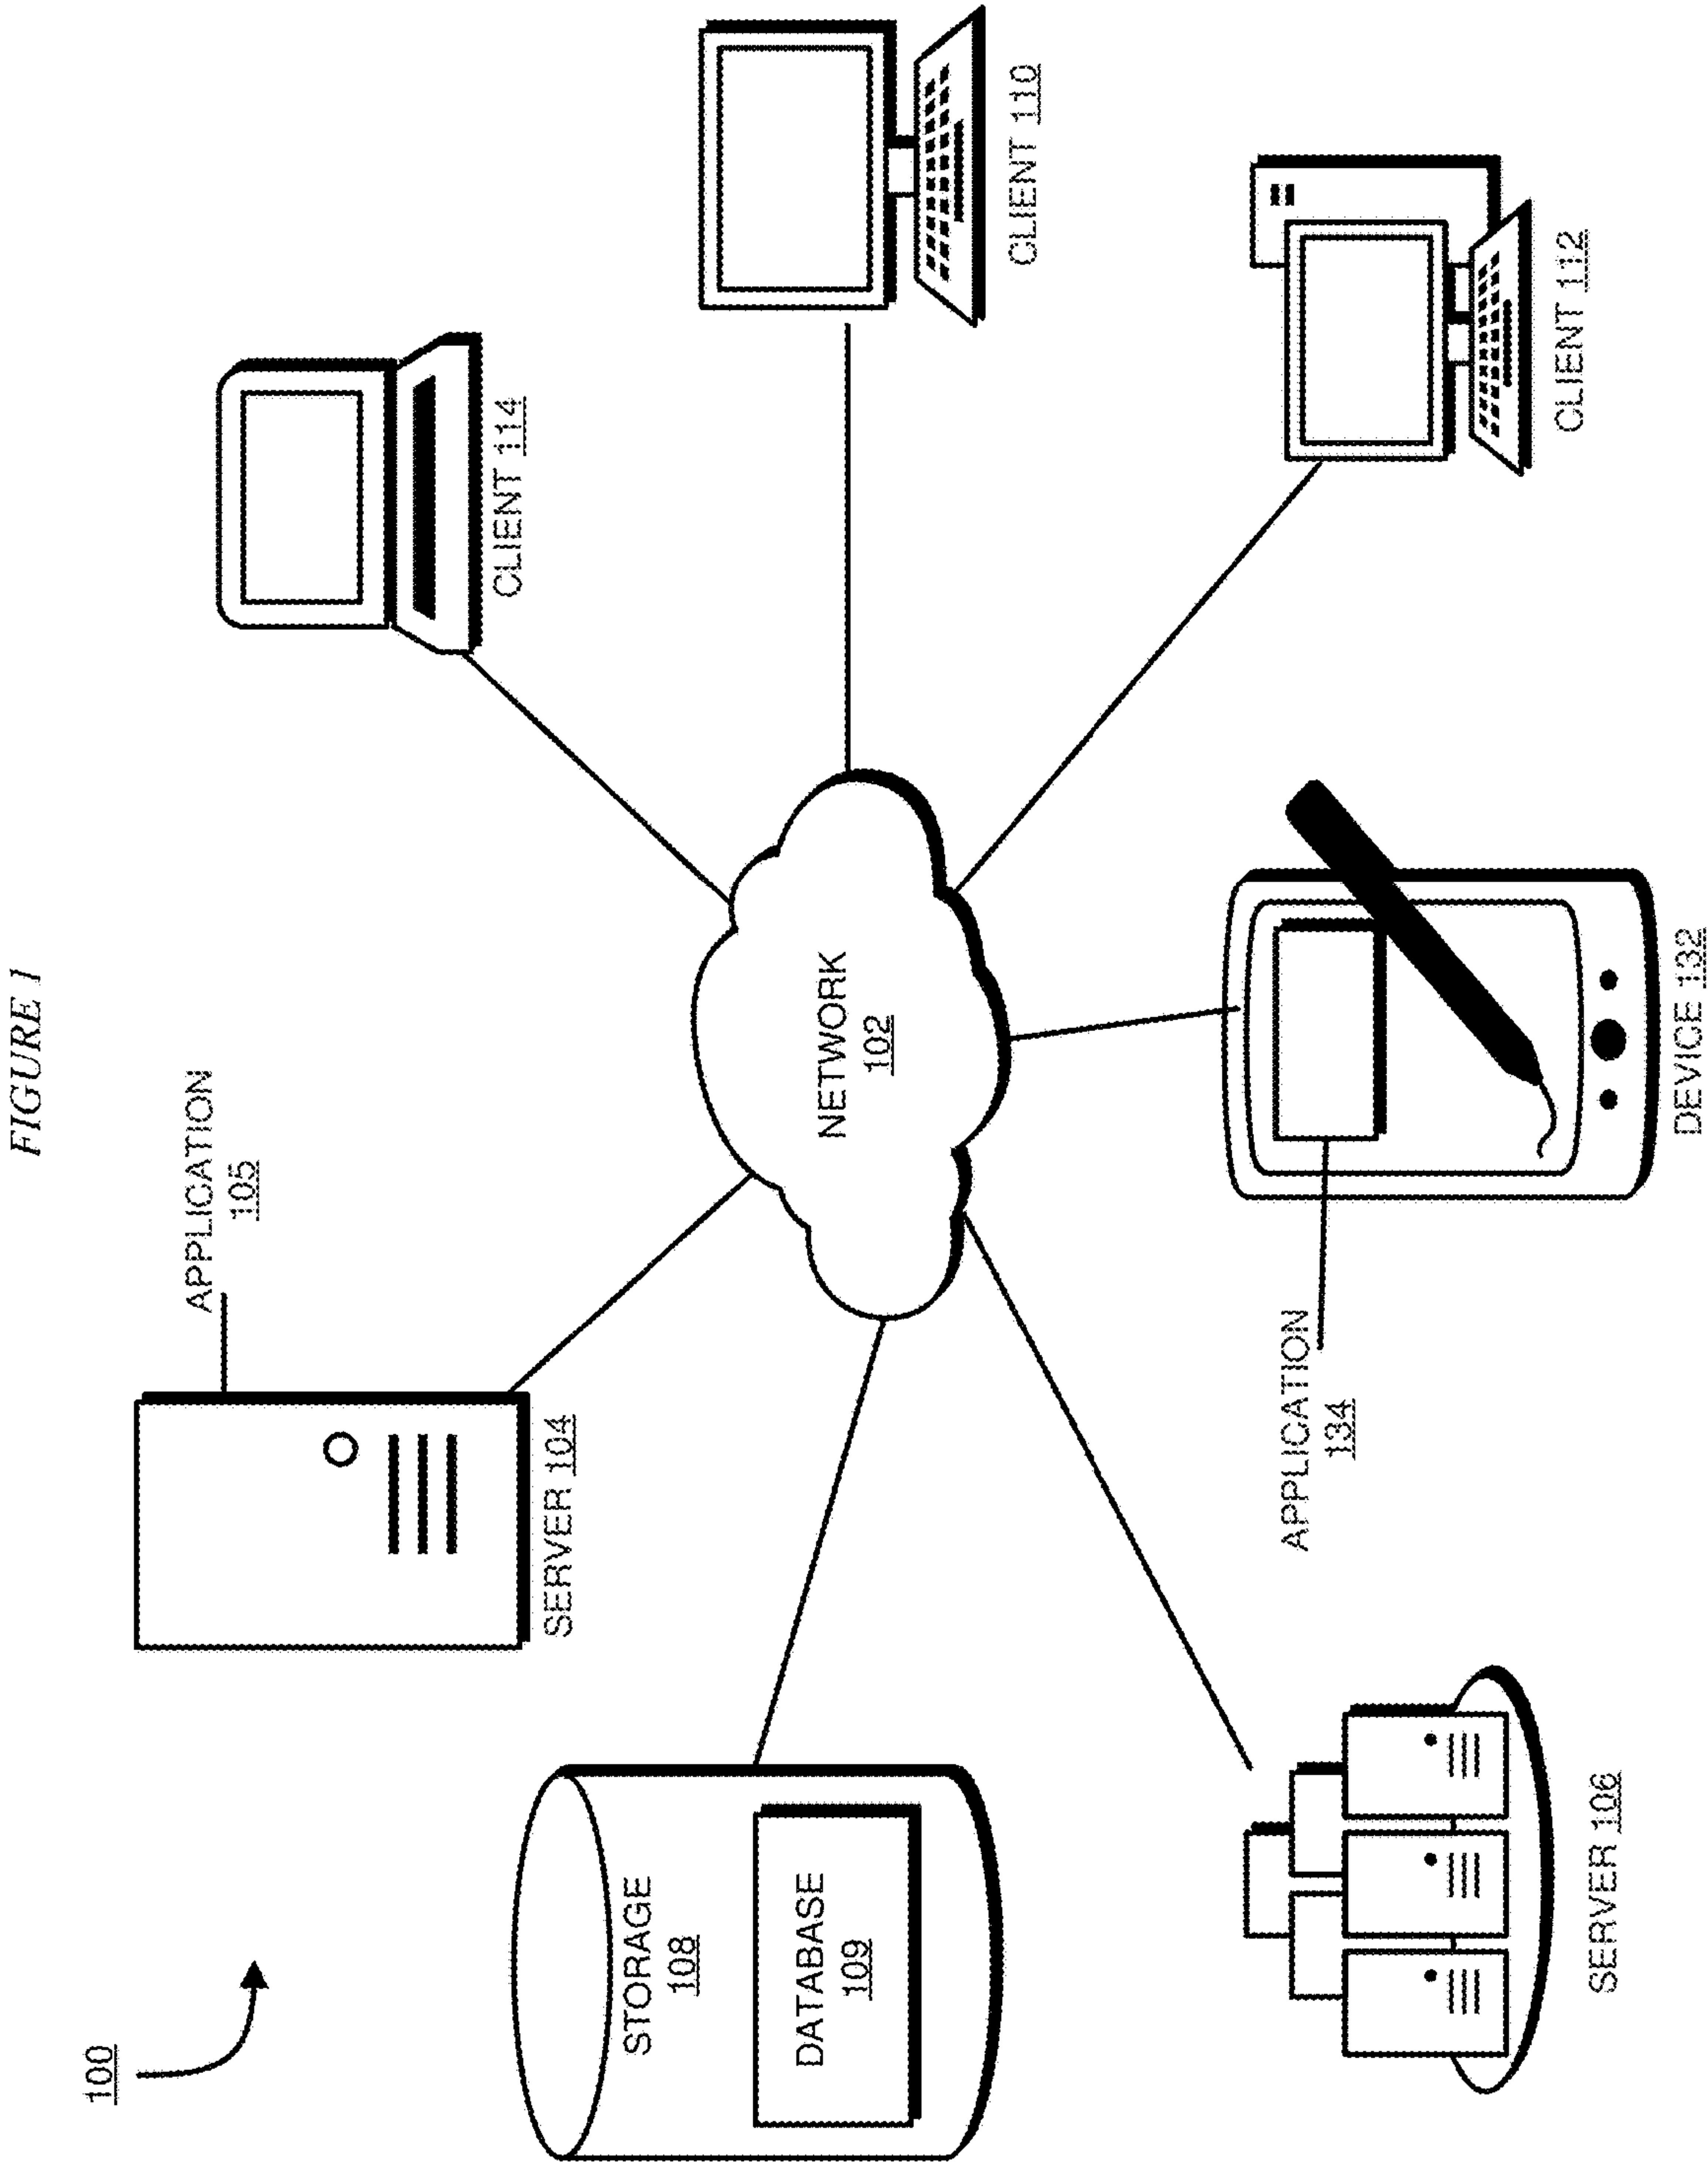 FIGURE 1
100
APPLICATION
105
SERVER 104
CLIENT 114
STORAGE
108
DATABASE
109
NETWORK
102
CLIENT 110
APPLICATION
134
SERVER 106
DEVICE 132
CLIENT 112